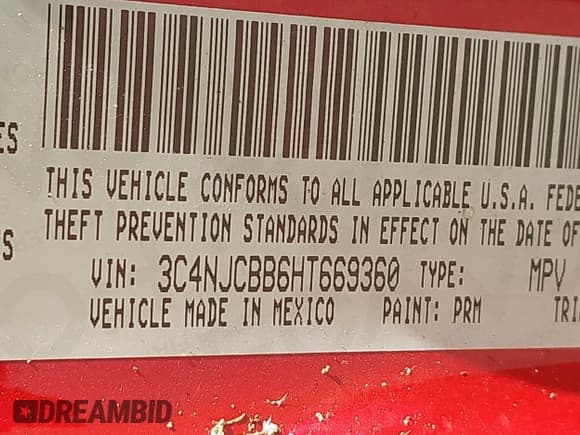 ES
THIS VEHICLE CONFORMS TO ALL APPLICABLE U.S.A. FEDE
THEFT PREVENTION STANDARDS IN EFFECT ON THE DATE OF
S
VIN: 3C4NJCBB6HT669360 TYPE: MPV
VEHICLE MADE IN MEXICO PAINT: PRM TRI
DREAMBID